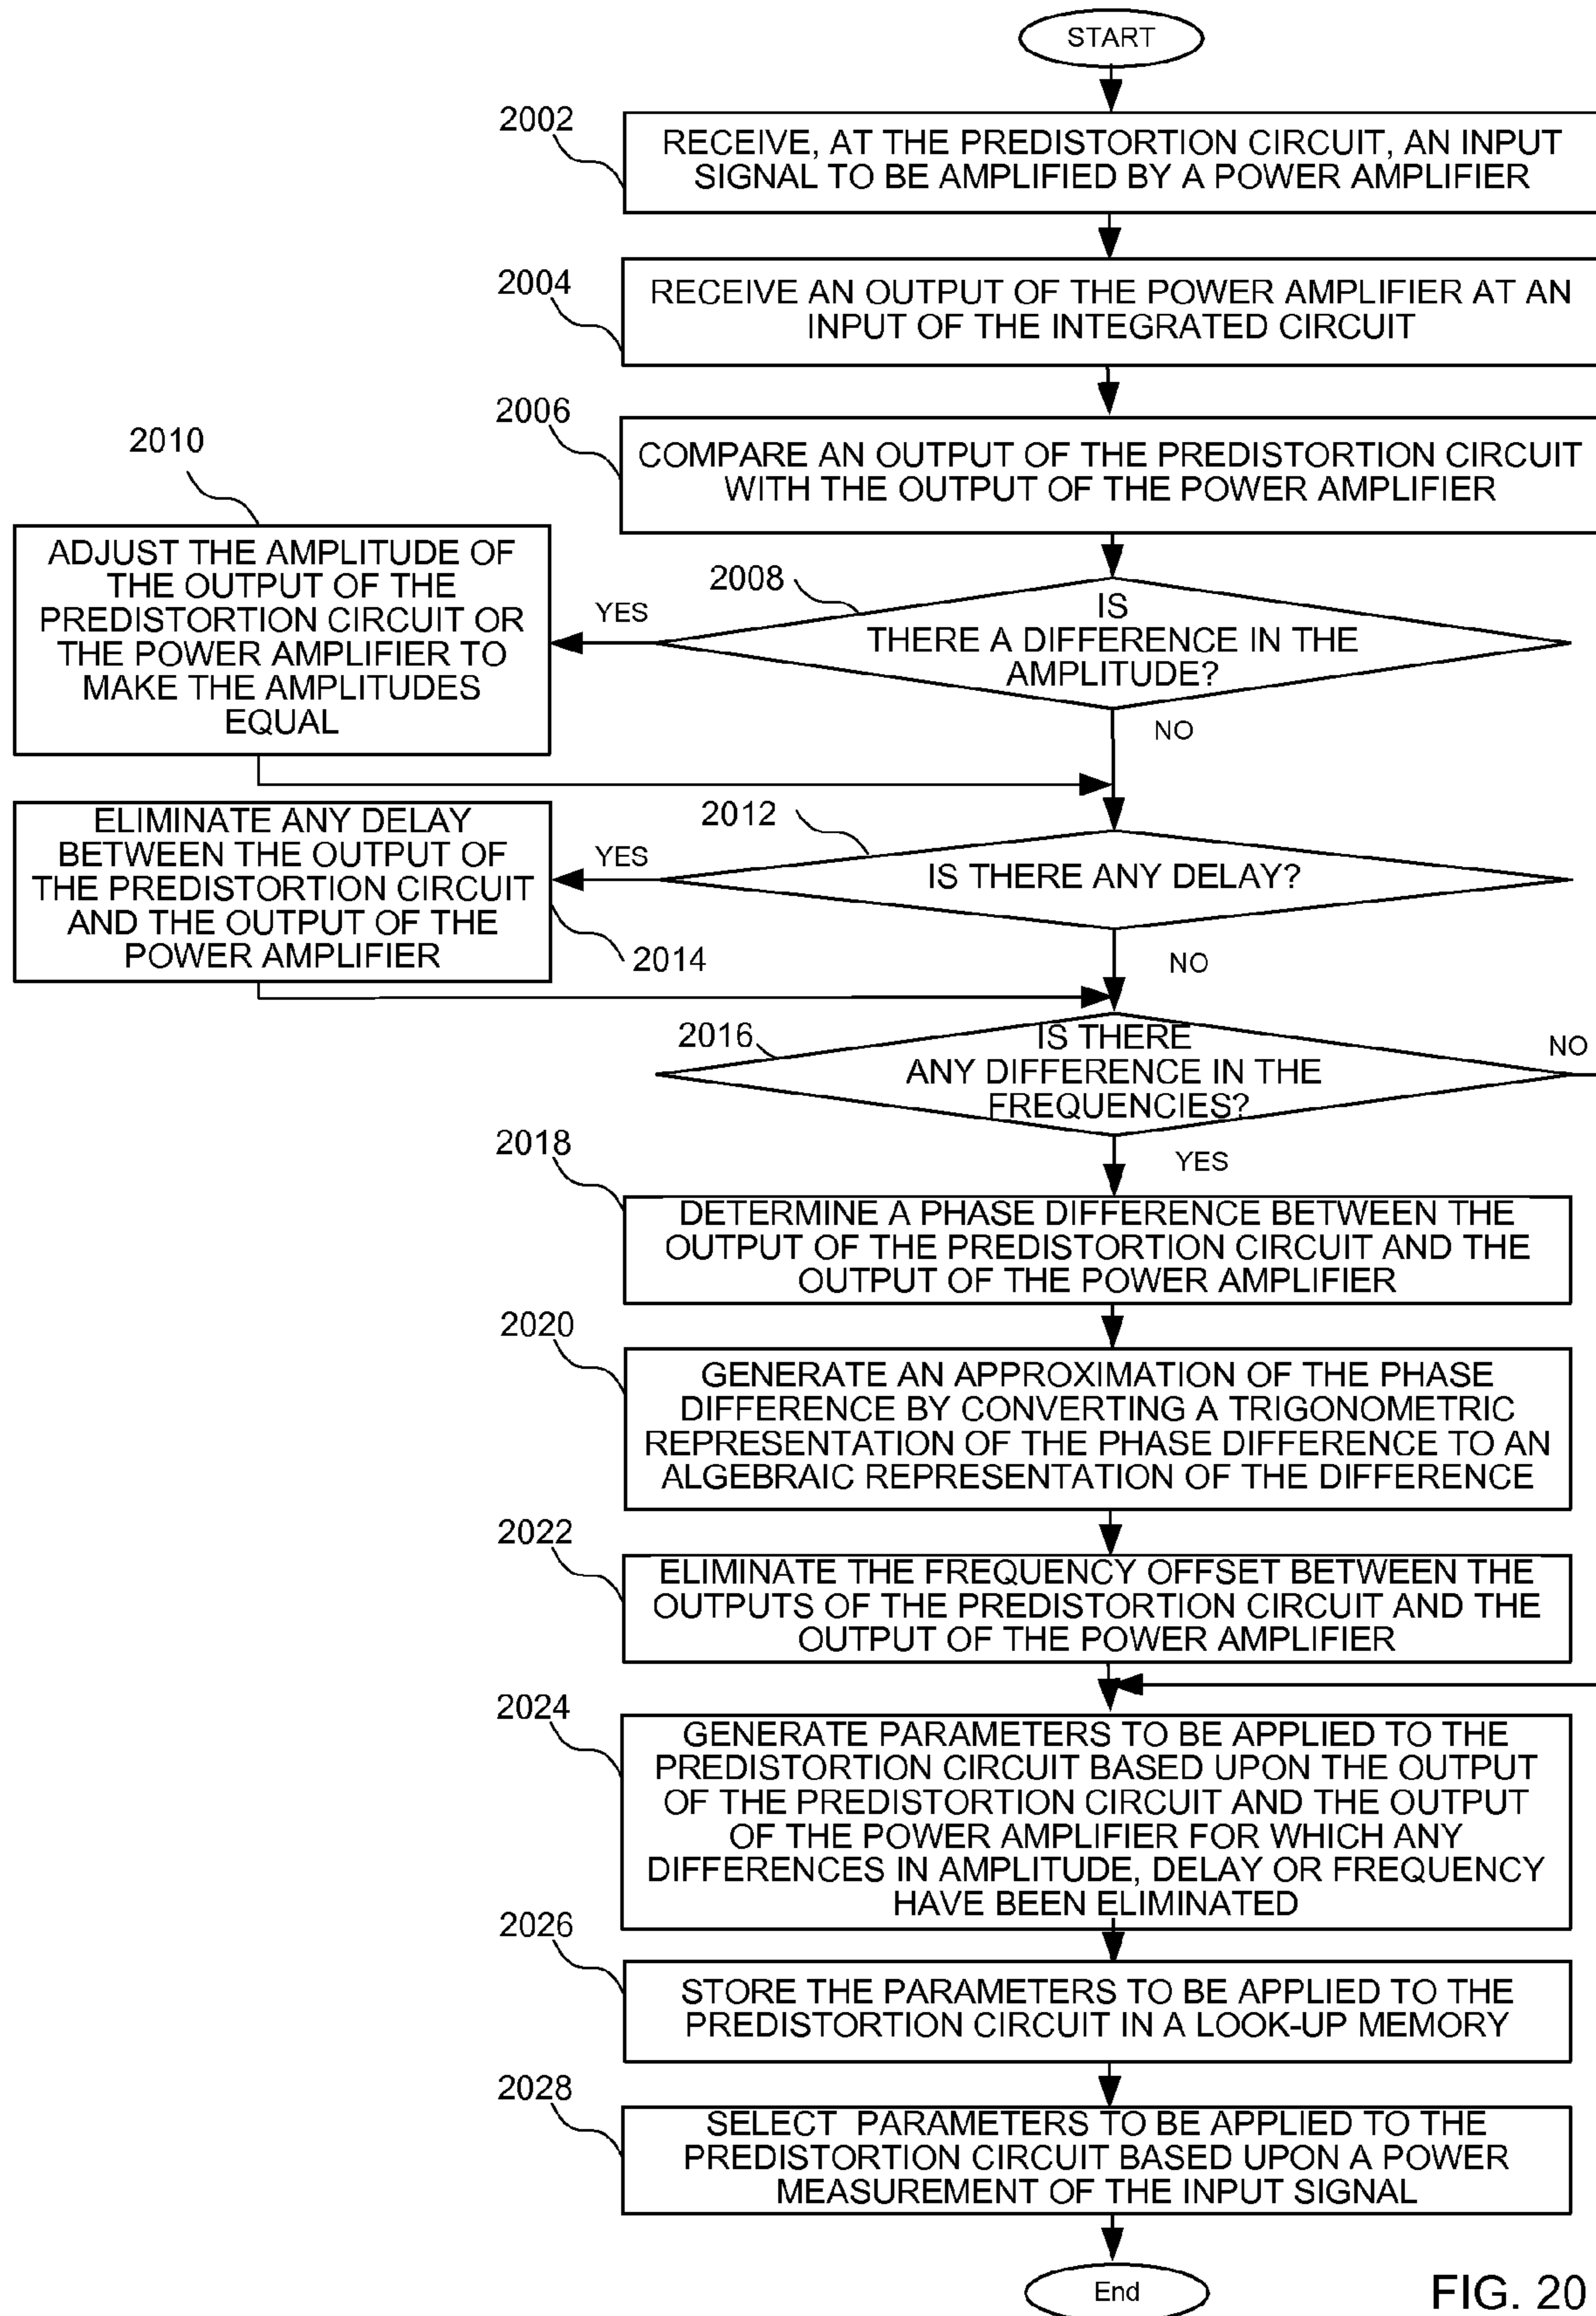 START
2002
RECEIVE, AT THE PREDISTORTION CIRCUIT, AN INPUT
SIGNAL TO BE AMPLIFIED BY A POWER AMPLIFIER
2004
RECEIVE AN OUTPUT OF THE POWER AMPLIFIER AT AN
INPUT OF THE INTEGRATED CIRCUIT
2006
COMPARE AN OUTPUT OF THE PREDISTORTION CIRCUIT
WITH THE OUTPUT OF THE POWER AMPLIFIER
2008
IS
THERE A DIFFERENCE IN THE
AMPLITUDE?
YES
2010
ADJUST THE AMPLITUDE OF
THE OUTPUT OF THE
PREDISTORTION CIRCUIT OR
THE POWER AMPLIFIER TO
MAKE THE AMPLITUDES
EQUAL
NO
2012
IS THERE ANY DELAY?
YES
ELIMINATE ANY DELAY
BETWEEN THE OUTPUT OF
THE PREDISTORTION CIRCUIT
AND THE OUTPUT OF THE
POWER AMPLIFIER
2014
NO
2016
IS THERE
ANY DIFFERENCE IN THE
FREQUENCIES?
NO
YES
2018
DETERMINE A PHASE DIFFERENCE BETWEEN THE
OUTPUT OF THE PREDISTORTION CIRCUIT AND THE
OUTPUT OF THE POWER AMPLIFIER
2020
GENERATE AN APPROXIMATION OF THE PHASE
DIFFERENCE BY CONVERTING A TRIGONOMETRIC
REPRESENTATION OF THE PHASE DIFFERENCE TO AN
ALGEBRAIC REPRESENTATION OF THE DIFFERENCE
2022
ELIMINATE THE FREQUENCY OFFSET BETWEEN THE
OUTPUTS OF THE PREDISTORTION CIRCUIT AND THE
OUTPUT OF THE POWER AMPLIFIER
2024
GENERATE PARAMETERS TO BE APPLIED TO THE
PREDISTORTION CIRCUIT BASED UPON THE OUTPUT
OF THE PREDISTORTION CIRCUIT AND THE OUTPUT
OF THE POWER AMPLIFIER FOR WHICH ANY
DIFFERENCES IN AMPLITUDE, DELAY OR FREQUENCY
HAVE BEEN ELIMINATED
2026
STORE THE PARAMETERS TO BE APPLIED TO THE
PREDISTORTION CIRCUIT IN A LOOK-UP MEMORY
2028
SELECT PARAMETERS TO BE APPLIED TO THE
PREDISTORTION CIRCUIT BASED UPON A POWER
MEASUREMENT OF THE INPUT SIGNAL
End
FIG. 20